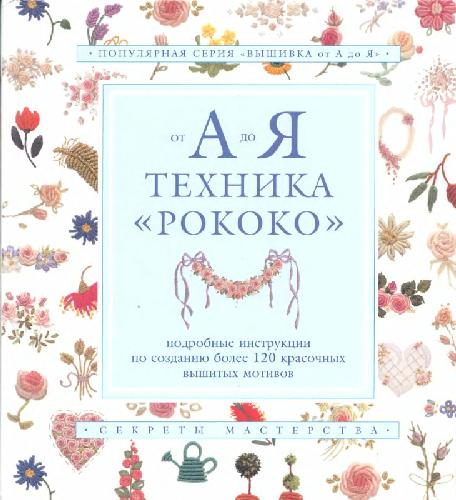 • ПОПУЛЯРНАЯ СЕРИЯ «ВЫШИВКА от А до Я» •
от А до Я
ТЕХНИКА
«РОКОКО»
подробные инструкции
по созданию более 120 красочных
вышитых мотивов
• СЕКРЕТЫ МАСТЕРСТВА •